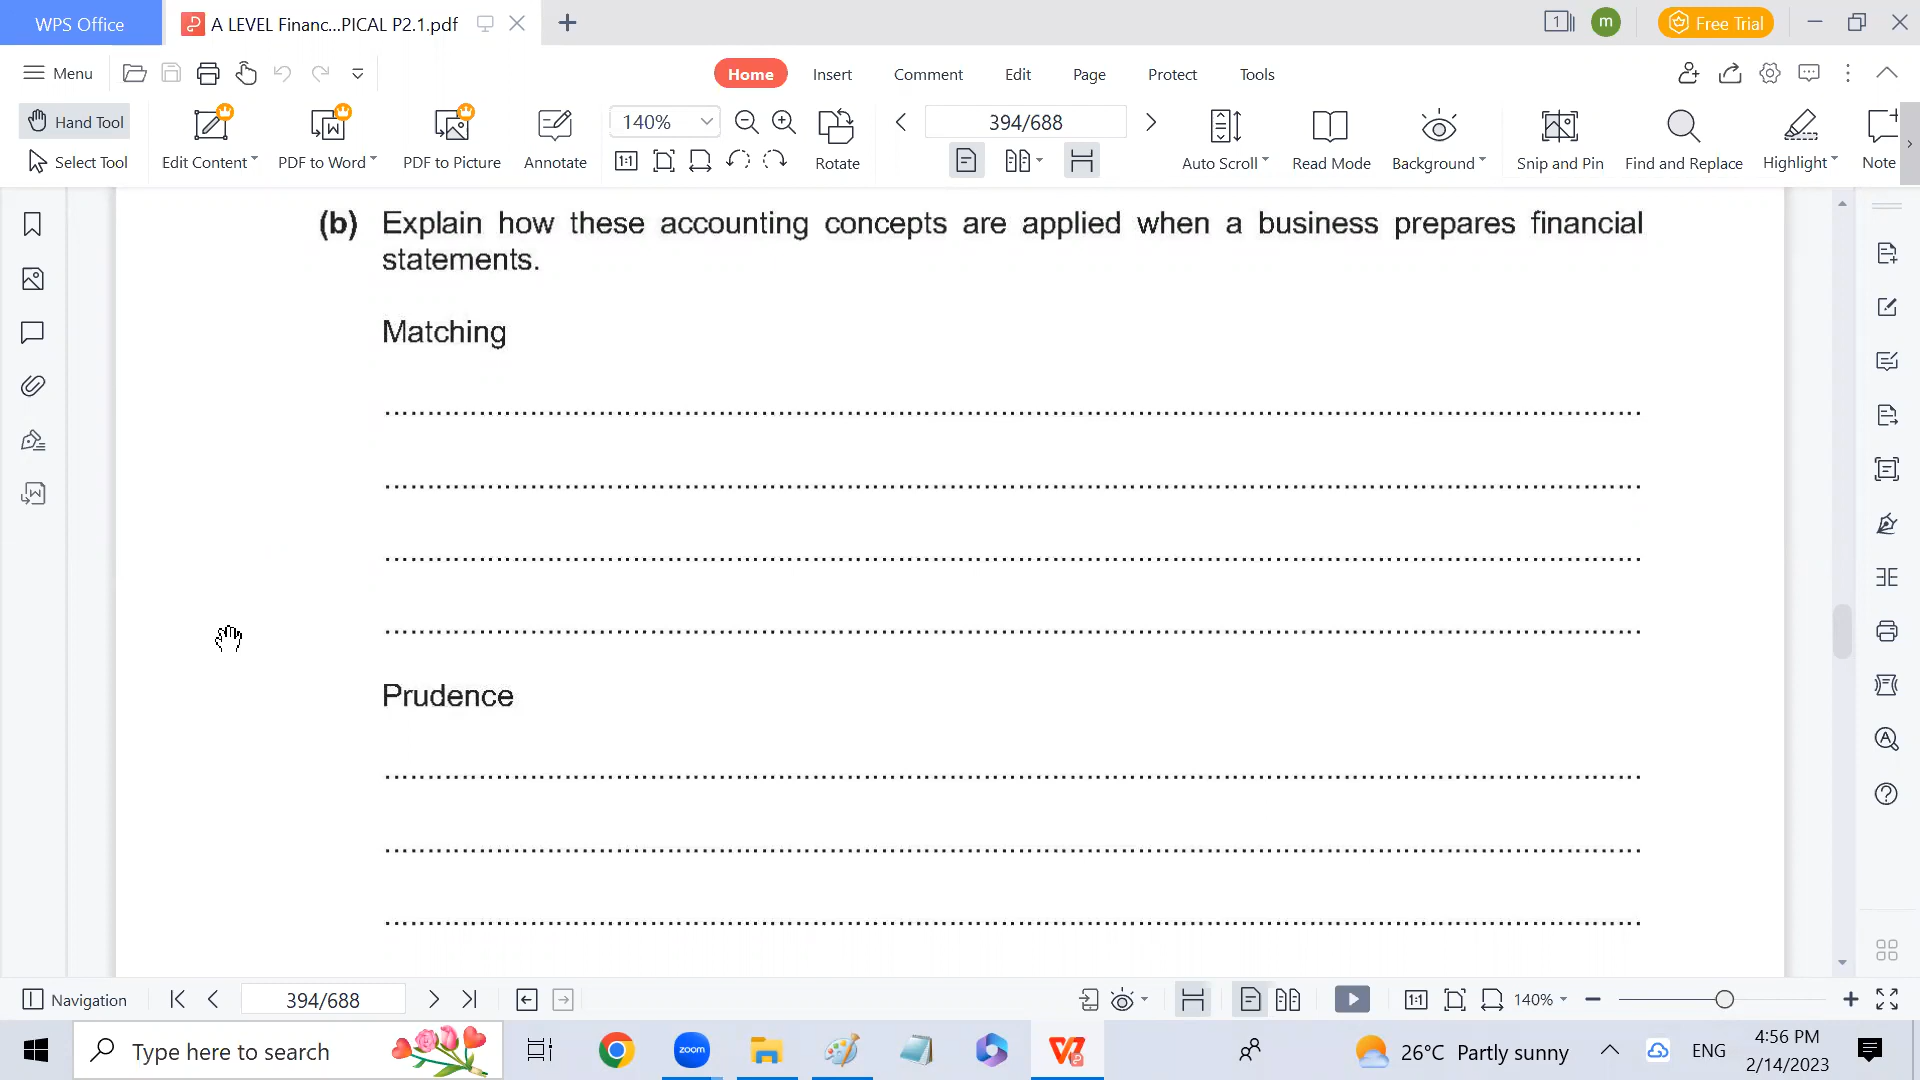 WPS Office
A LEVEL Financ...PICAL P2.1.pdf
1
m
Free Trial
Menu
Home
Insert
Comment
Edit
Page
Protect
Tools
Hand Tool
Select Tool
Edit Content
PDF to Word
PDF to Picture
Annotate
140%
Rotate
394/688
Auto Scroll
Read Mode
Background
Snip and Pin
Find and Replace
Highlight
Note
(b) Explain how these accounting concepts are applied when a business prepares financial
statements.
Matching
Prudence
Navigation
394/688
140%
Type here to search
zoom
26°C Partly sunny
ENG
4:56 PM
2/14/2023